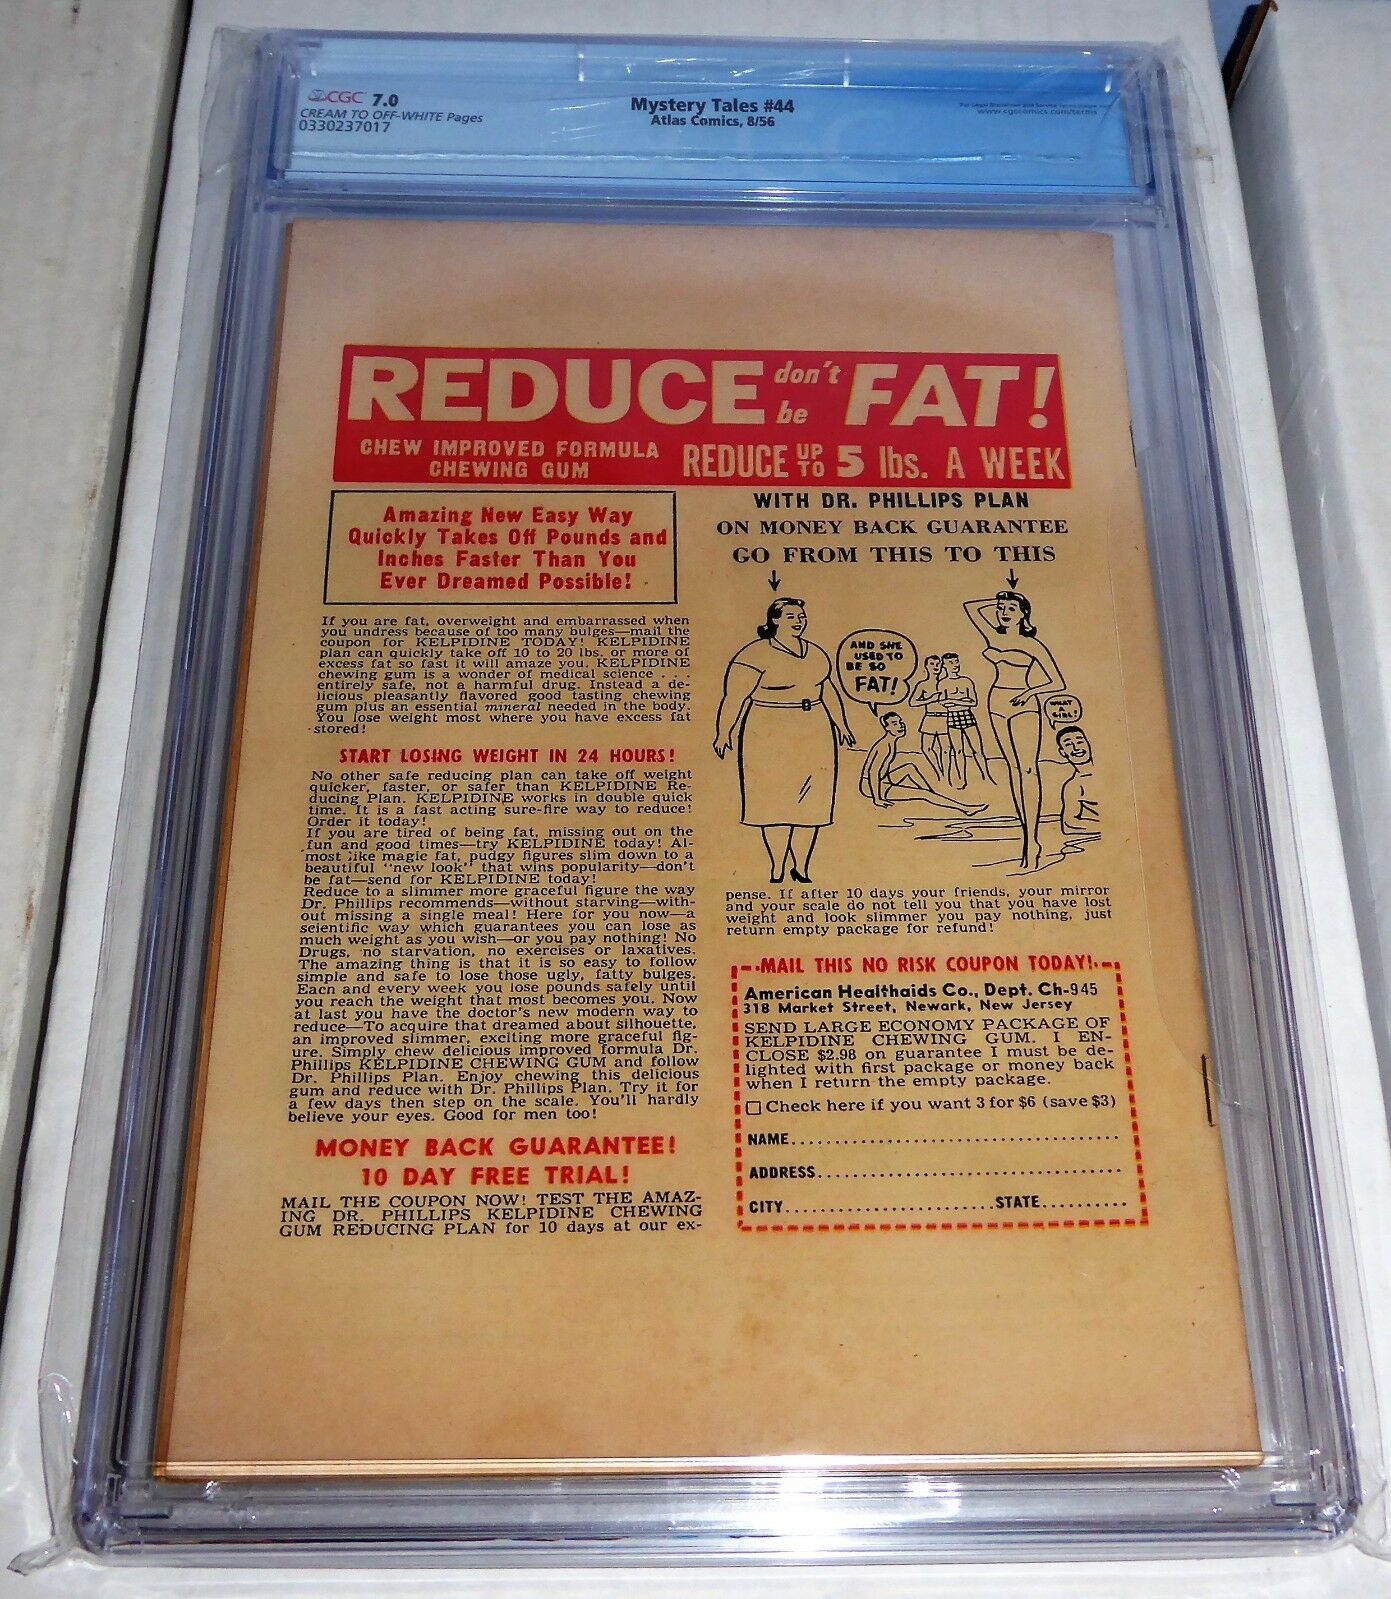 CGC 7.0
CREAM TO OFF-WHITE Pages
0330237017
Mystery Tales #44
Atlas Comics, 8/56
www.cgccomics.com/terms
REDUCE don't be FAT!
CHEW IMPROVED FORMULA
CHEWING GUM
REDUCE UP TO 5 lbs. A WEEK
Amazing New Easy Way
Quickly Takes Off Pounds and
Inches Faster Than You
Ever Dreamed Possible!
If you are fat, overweight and embarrassed when
you undress because of too many bulges—mail the
coupon for KELPIDINE TODAY! KELPIDINE
plan can quickly take off 10 to 20 lbs. or more of
excess fat so fast it will amaze you. KELPIDINE
chewing gum is a wonder of medical science . . .
entirely safe, not a harmful drug. Instead a de-
licious pleasantly flavored good tasting chewing
gum plus an essential mineral needed in the body.
You lose weight most where you have excess fat
stored!
START LOSING WEIGHT IN 24 HOURS!
No other safe reducing plan can take off weight
quicker, faster, or safer than KELPIDINE Re-
ducing Plan. KELPIDINE works in double quick
time. It is a fast acting sure-fire way to reduce!
Order it today!
If you are tired of being fat, missing out on the
fun and good times—try KELPIDINE today! Al-
most like magic fat, pudgy figures slim down to a
beautiful "new look" that wins popularity—don't
be fat—send for KELPIDINE today!
Reduce to a slimmer more graceful figure the way
Dr. Phillips recommends—without starving—with-
out missing a single meal! Here for you now—a
scientific way which guarantees you can lose as
much weight as you wish—or you pay nothing! No
Drugs, no starvation, no exercises or laxatives.
The amazing thing is that it is so easy to follow
simple and safe to lose those ugly, fatty bulges.
Each and every week you lose pounds safely until
you reach the weight that most becomes you. Now
at last you have the doctor's new modern way to
reduce—To acquire that dreamed about silhouette,
an improved slimmer, exciting more graceful fig-
ure. Simply chew delicious improved formula Dr.
Phillips KELPIDINE CHEWING GUM and follow
Dr. Phillips Plan. Enjoy chewing this delicious
gum and reduce with Dr. Phillips Plan. Try it for
a few days then step on the scale. You'll hardly
believe your eyes. Good for men too!
MONEY BACK GUARANTEE!
10 DAY FREE TRIAL!
MAIL THE COUPON NOW! TEST THE AMAZ-
ING DR. PHILLIPS KELPIDINE CHEWING
GUM REDUCING PLAN for 10 days at our ex-
WITH DR. PHILLIPS PLAN
ON MONEY BACK GUARANTEE
GO FROM THIS TO THIS
AND SHE
USED TO
BE SO
FAT!
WHAT
A
GIRL!
pense. If after 10 days your friends, your mirror
and your scale do not tell you that you have lost
weight and look slimmer you pay nothing, just
return empty package for refund!
MAIL THIS NO RISK COUPON TODAY!
American Healthaids Co., Dept. Ch-945
318 Market Street, Newark, New Jersey
SEND LARGE ECONOMY PACKAGE OF
KELPIDINE CHEWING GUM. I EN-
CLOSE $2.98 on guarantee I must be de-
lighted with first package or money back
when I return the empty package.
Check here if you want 3 for $6 (save $3)
NAME
ADDRESS
CITY STATE